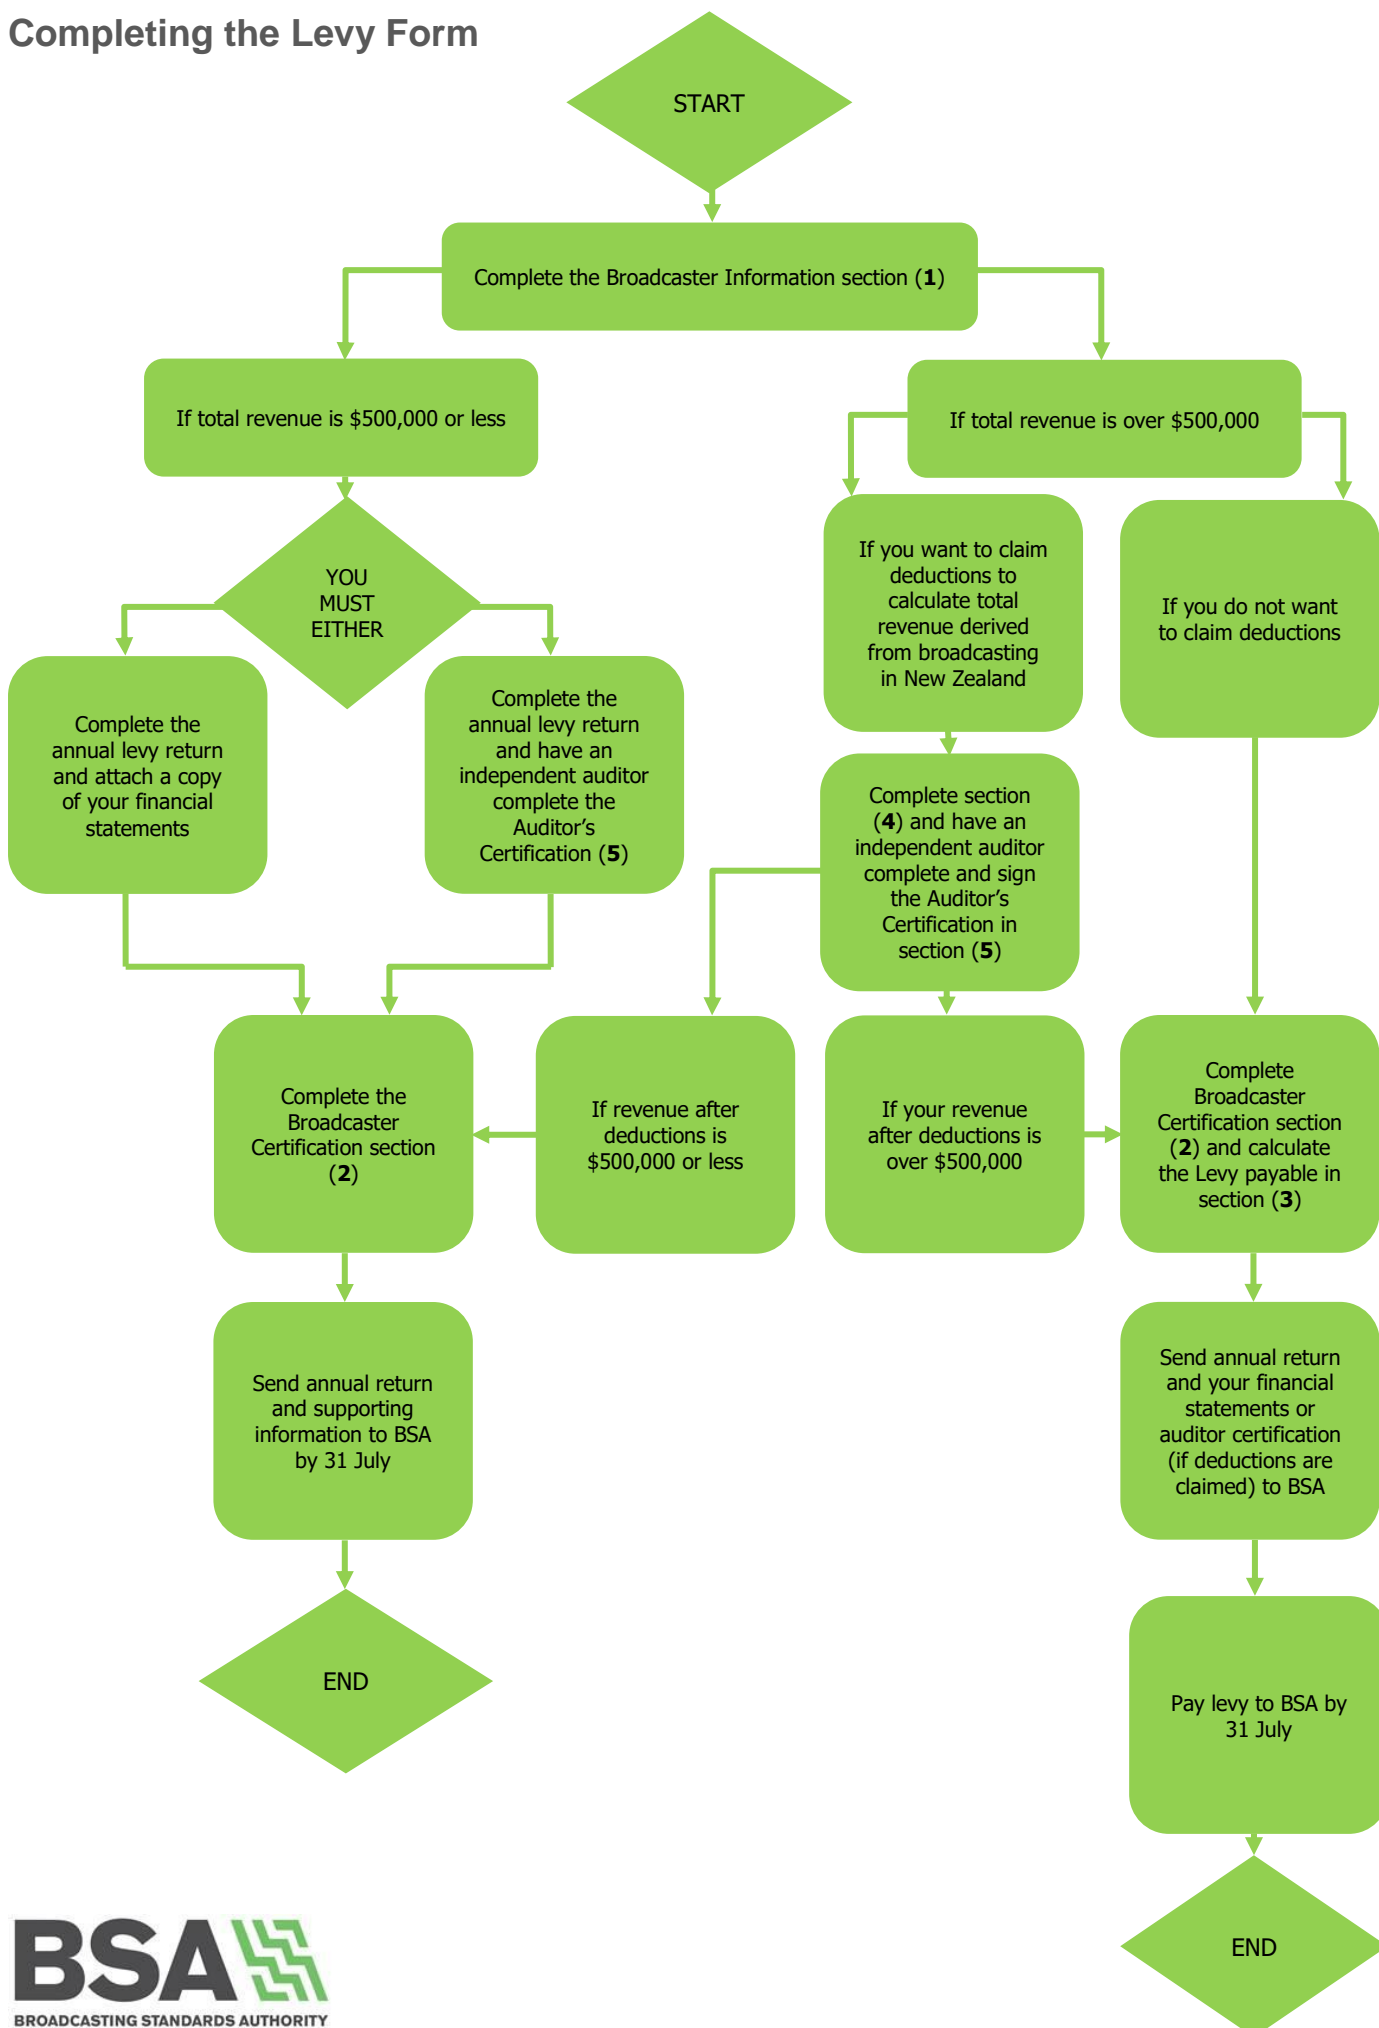 Completing the Levy Form
START
Complete the Broadcaster Information section (1)
If total revenue is $500,000 or less
If total revenue is over $500,000
YOU
MUST
EITHER
If you want to claim
deductions to
calculate total
revenue derived
from broadcasting
in New Zealand
If you do not want
to claim deductions
Complete the
annual levy return
and attach a copy
of your financial
statements
Complete the
annual levy return
and have an
independent auditor
complete the
Auditor’s
Certification (5)
Complete section
(4) and have an
independent auditor
complete and sign
the Auditor’s
Certification in
section (5)
Complete the
Broadcaster
Certification section
(2)
If revenue after
deductions is
$500,000 or less
If your revenue
after deductions is
over $500,000
Complete
Broadcaster
Certification section
(2) and calculate
the Levy payable in
section (3)
Send annual return
and supporting
information to BSA
by 31 July
Send annual return
and your financial
statements or
auditor certification
(if deductions are
claimed) to BSA
END
Pay levy to BSA by
31 July
END
BSA
BROADCASTING STANDARDS AUTHORITY